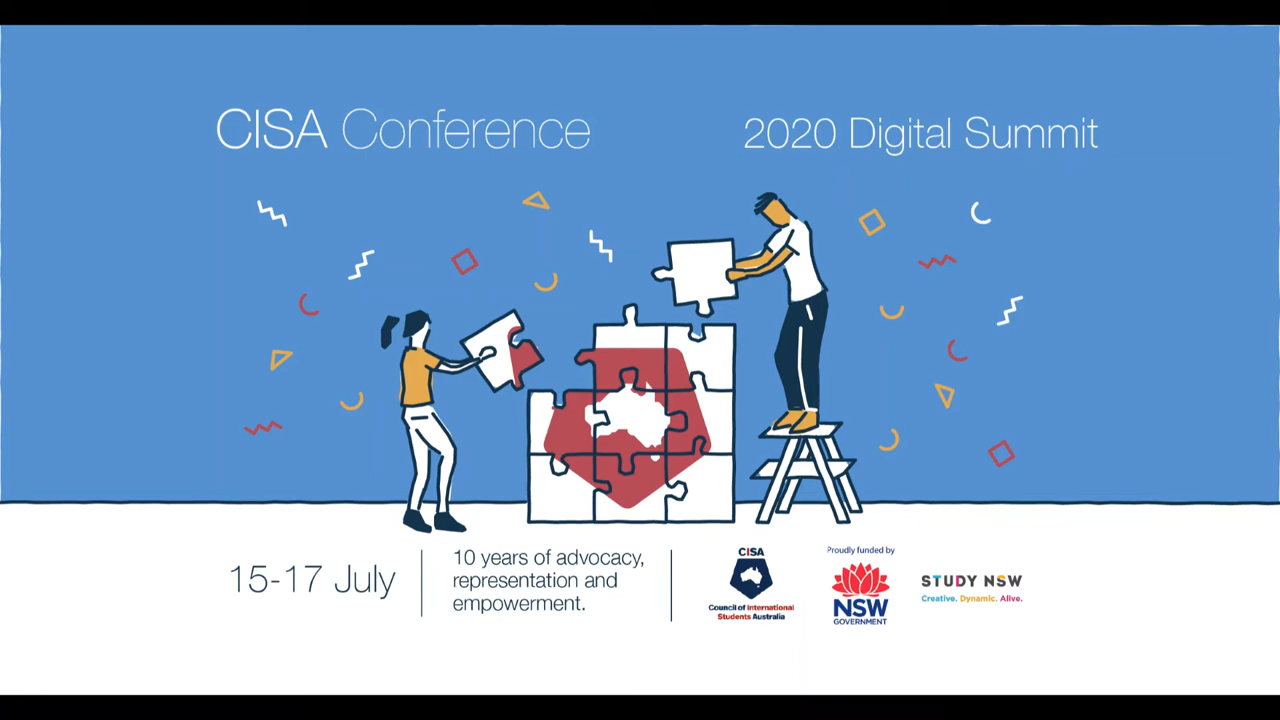 CISA Conference
2020 Digital Summit
15-17 July
10 years of advocacy,
representation and
empowerment.
CISA
Council of International
Students Australia
Proudly funded by
NSW
GOVERNMENT
STUDY NSW
Creative. Dynamic. Alive.